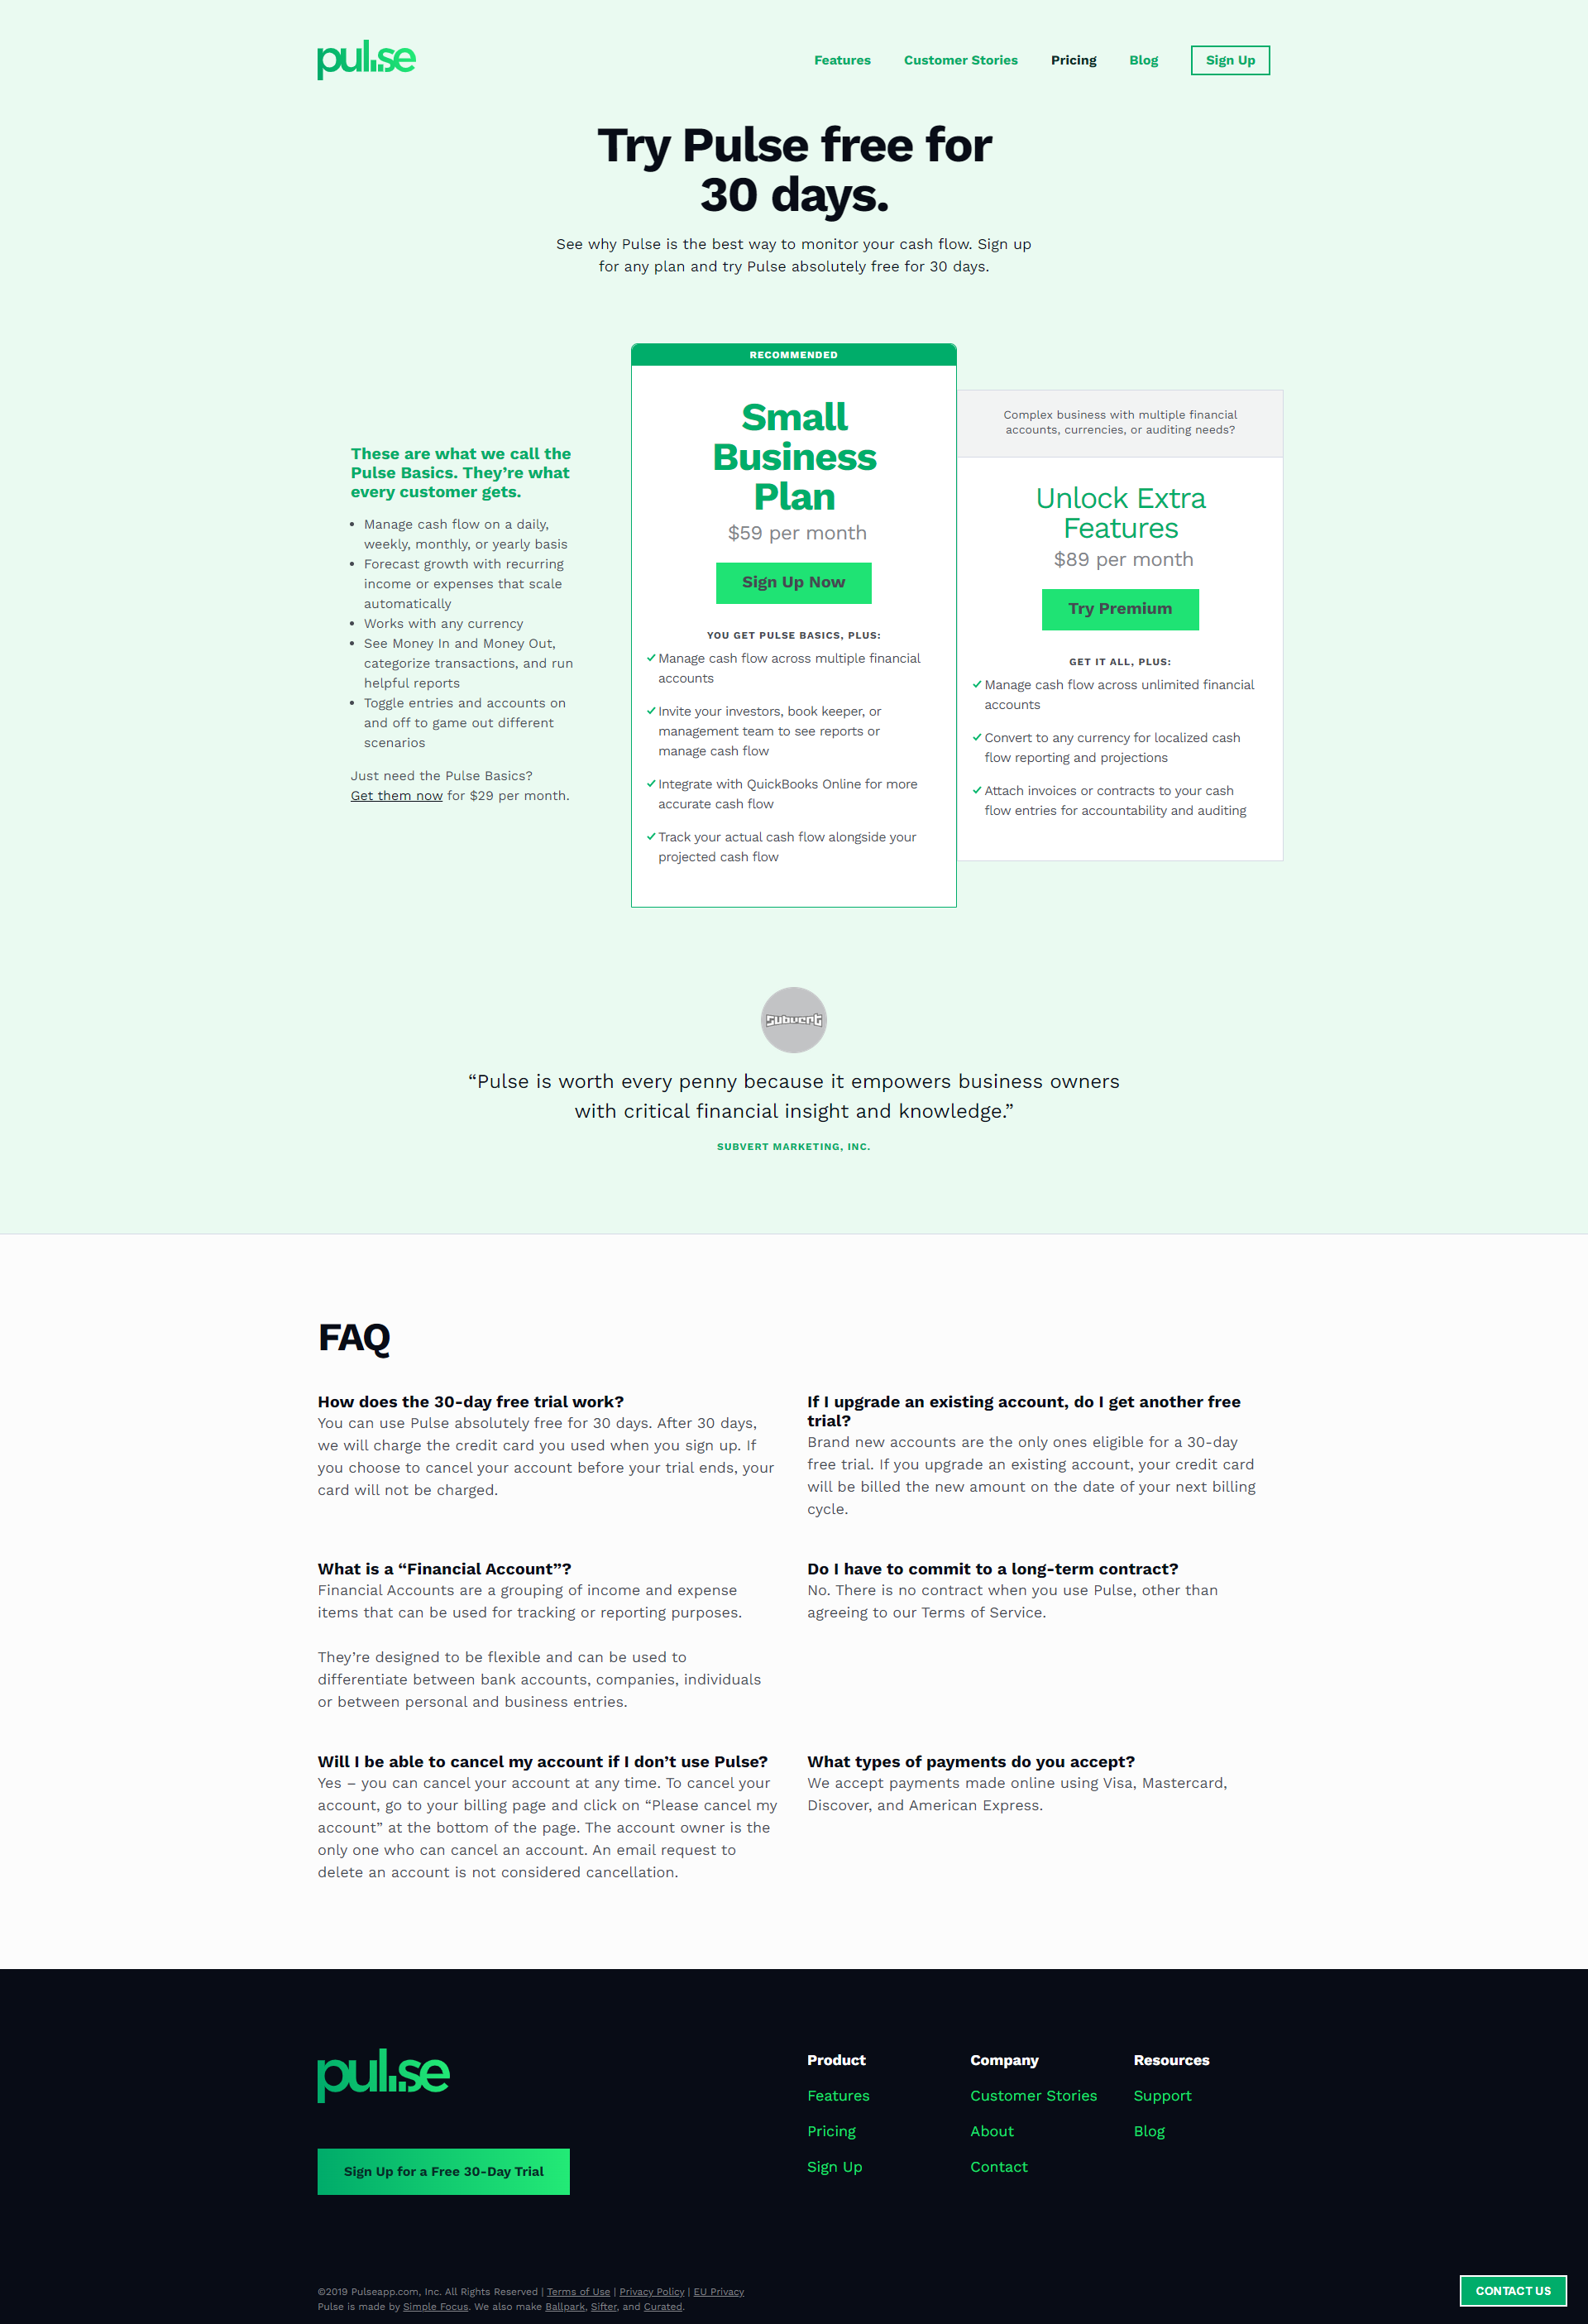 pulse
Features Customer Stories Pricing Blog Sign Up
Try Pulse free for
30 days.
See why Pulse is the best way to monitor your cash flow. Sign up
for any plan and try Pulse absolutely free for 30 days.
These are what we call the
Pulse Basics. They’re what
every customer gets.
• Manage cash flow on a daily,
weekly, monthly, or yearly basis
• Forecast growth with recurring
income or expenses that scale
automatically
• Works with any currency
• See Money In and Money Out,
categorize transactions, and run
helpful reports
• Toggle entries and accounts on
and off to game out different
scenarios
Just need the Pulse Basics?
Get them now for $29 per month.
RECOMMENDED
Small
Business
Plan
$59 per month
Sign Up Now
YOU GET PULSE BASICS, PLUS:
Manage cash flow across multiple financial
accounts
Invite your investors, book keeper, or
management team to see reports or
manage cash flow
Integrate with QuickBooks Online for more
accurate cash flow
Track your actual cash flow alongside your
projected cash flow
Complex business with multiple financial
accounts, currencies, or auditing needs?
Unlock Extra
Features
$89 per month
Try Premium
GET IT ALL, PLUS:
Manage cash flow across unlimited financial
accounts
Convert to any currency for localized cash
flow reporting and projections
Attach invoices or contracts to your cash
flow entries for accountability and auditing
Subvert
“Pulse is worth every penny because it empowers business owners
with critical financial insight and knowledge.”
SUBVERT MARKETING, INC.
FAQ
How does the 30-day free trial work?
You can use Pulse absolutely free for 30 days. After 30 days,
we will charge the credit card you used when you sign up. If
you choose to cancel your account before your trial ends, your
card will not be charged.
If I upgrade an existing account, do I get another free
trial?
Brand new accounts are the only ones eligible for a 30-day
free trial. If you upgrade an existing account, your credit card
will be billed the new amount on the date of your next billing
cycle.
What is a “Financial Account”?
Financial Accounts are a grouping of income and expense
items that can be used for tracking or reporting purposes.
They’re designed to be flexible and can be used to
differentiate between bank accounts, companies, individuals
or between personal and business entries.
Do I have to commit to a long-term contract?
No. There is no contract when you use Pulse, other than
agreeing to our Terms of Service.
Will I be able to cancel my account if I don’t use Pulse?
Yes – you can cancel your account at any time. To cancel your
account, go to your billing page and click on “Please cancel my
account” at the bottom of the page. The account owner is the
only one who can cancel an account. An email request to
delete an account is not considered cancellation.
What types of payments do you accept?
We accept payments made online using Visa, Mastercard,
Discover, and American Express.
pulse
Sign Up for a Free 30-Day Trial
Product
Features
Pricing
Sign Up
Company
Customer Stories
About
Contact
Resources
Support
Blog
©2019 Pulseapp.com, Inc. All Rights Reserved | Terms of Use | Privacy Policy | EU Privacy
Pulse is made by Simple Focus. We also make Ballpark, Sifter, and Curated.
CONTACT US